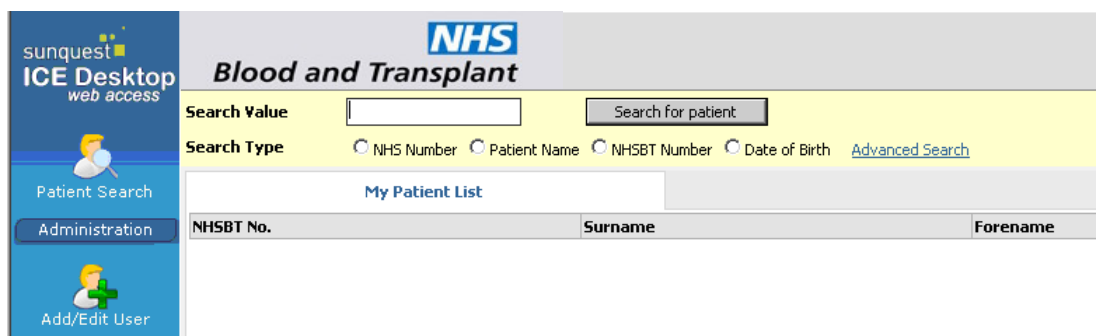 sunquest
ICE Desktop
web access
NHS
Blood and Transplant
Search Value
Search for patient
Search Type
NHS Number Patient Name NHSBT Number Date of Birth Advanced Search
Patient Search
My Patient List
Administration
NHSBT No. Surname Forename
Add/Edit User